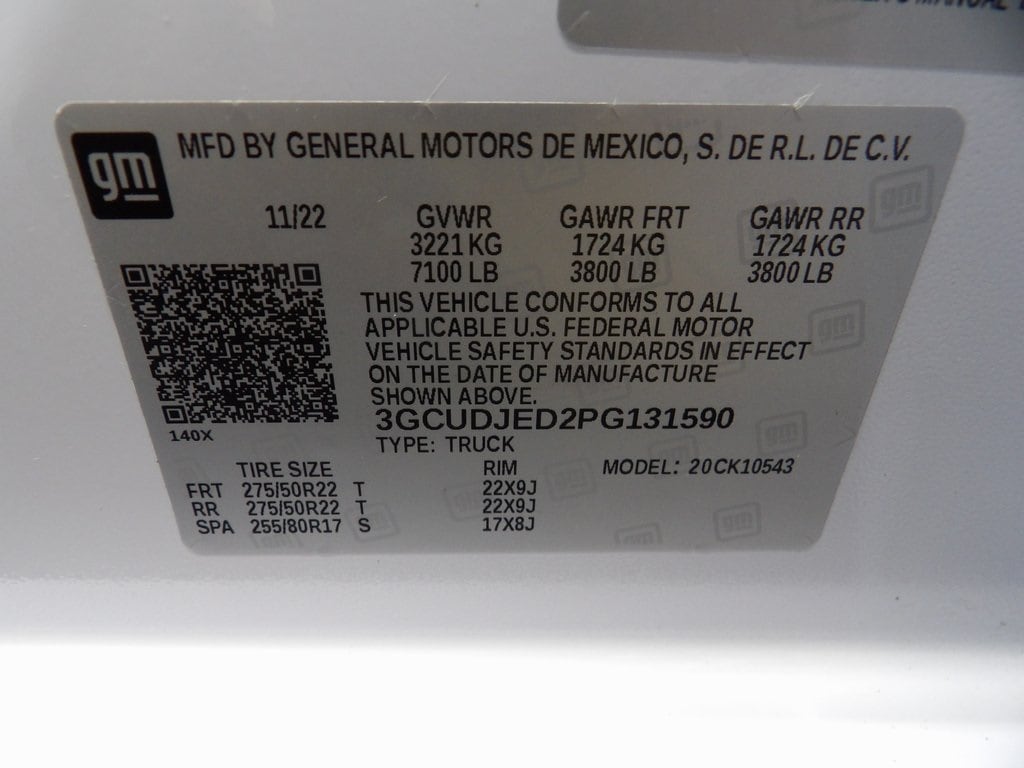 MANUAL
gm
MFD BY GENERAL MOTORS DE MEXICO, S. DE R.L. DE C.V.
11/22 GVWR GAWR FRT GAWR RR
3221 KG 1724 KG 1724 KG
7100 LB 3800 LB 3800 LB
THIS VEHICLE CONFORMS TO ALL
APPLICABLE U.S. FEDERAL MOTOR
VEHICLE SAFETY STANDARDS IN EFFECT
ON THE DATE OF MANUFACTURE
SHOWN ABOVE.
3GCUDJED2PG131590
140X
TYPE: TRUCK
TIRE SIZE RIM MODEL: 20CK10543
FRT 275/50R22 T 22X9J
RR 275/50R22 T 22X9J
SPA 255/80R17 S 17X8J